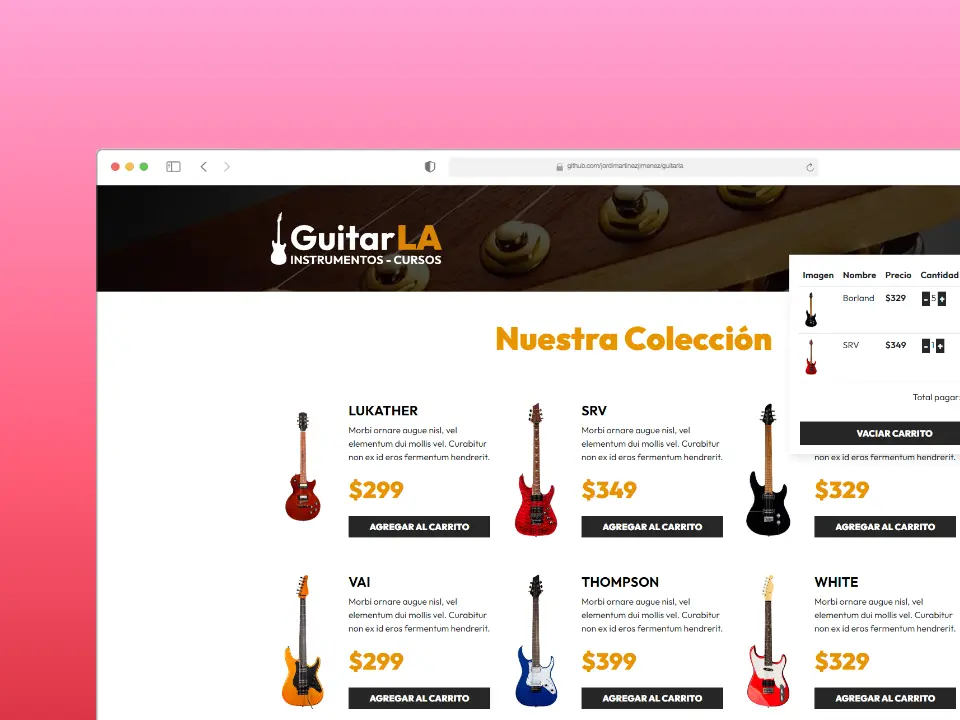 github.com/jordimartinezjimenez/guitarla
GuitarLA
INSTRUMENTOS - CURSOS
Imagen Nombre Precio Cantidad
Borland $329 - 5 +
SRV $349 - 1 +
Total pagar:
VACIAR CARRITO
Nuestra Colección
LUKATHER
Morbi ornare augue nisl, vel
elementum dui mollis vel. Curabitur
non ex id eros fermentum hendrerit.
$299
AGREGAR AL CARRITO
SRV
Morbi ornare augue nisl, vel
elementum dui mollis vel. Curabitur
non ex id eros fermentum hendrerit.
$349
AGREGAR AL CARRITO
non ex id eros fermentum hendrerit.
$329
AGREGAR AL CARRITO
VAI
Morbi ornare augue nisl, vel
elementum dui mollis vel. Curabitur
non ex id eros fermentum hendrerit.
$299
AGREGAR AL CARRITO
THOMPSON
Morbi ornare augue nisl, vel
elementum dui mollis vel. Curabitur
non ex id eros fermentum hendrerit.
$399
AGREGAR AL CARRITO
WHITE
Morbi ornare augue nisl, vel
elementum dui mollis vel. Curabitur
non ex id eros fermentum hendrerit.
$329
AGREGAR AL CARRITO